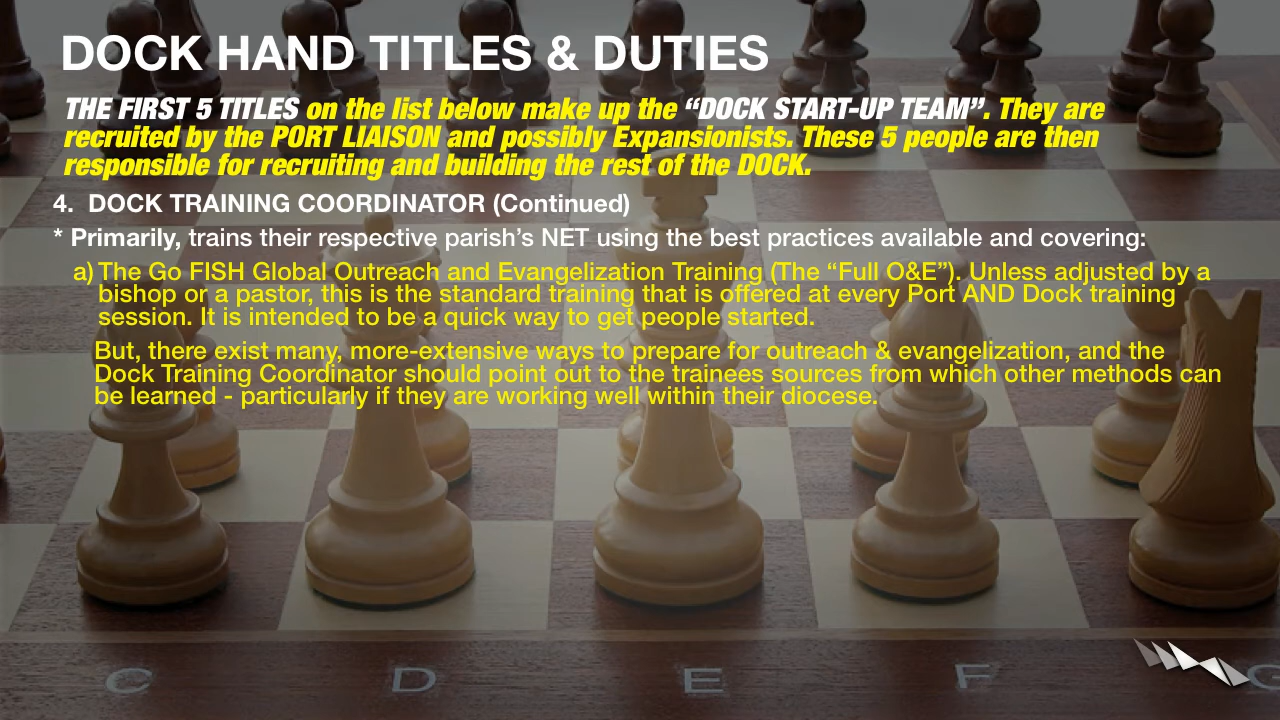 DOCK HAND TITLES & DUTIES
THE FIRST 5 TITLES on the list below make up the “DOCK START-UP TEAM”. They are
recruited by the PORT LIAISON and possibly Expansionists. These 5 people are then
responsible for recruiting and building the rest of the DOCK.
4. DOCK TRAINING COORDINATOR (Continued)
* Primarily, trains their respective parish’s NET using the best practices available and covering:
a) The Go FISH Global Outreach and Evangelization Training (The “Full O&E”). Unless adjusted by a
bishop or a pastor, this is the standard training that is offered at every Port AND Dock training
session. It is intended to be a quick way to get people started.
But, there exist many, more-extensive ways to prepare for outreach & evangelization, and the
Dock Training Coordinator should point out to the trainees sources from which other methods can
be learned - particularly if they are working well within their diocese.
C D E F G